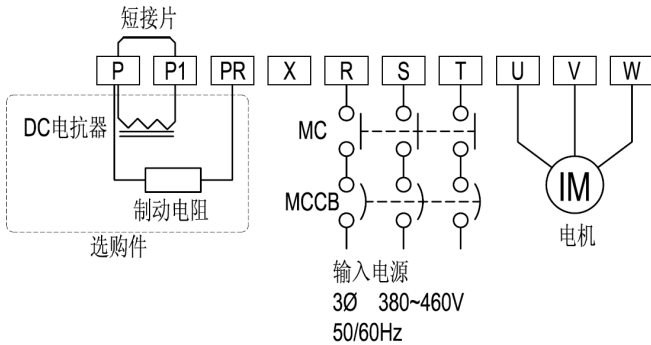 短接片
P P1 PR X R S T U V W
DC电抗器
MC
制动电阻
MCCB
IM
选购件
电机
输入电源
3Ø 380~460V
50/60Hz